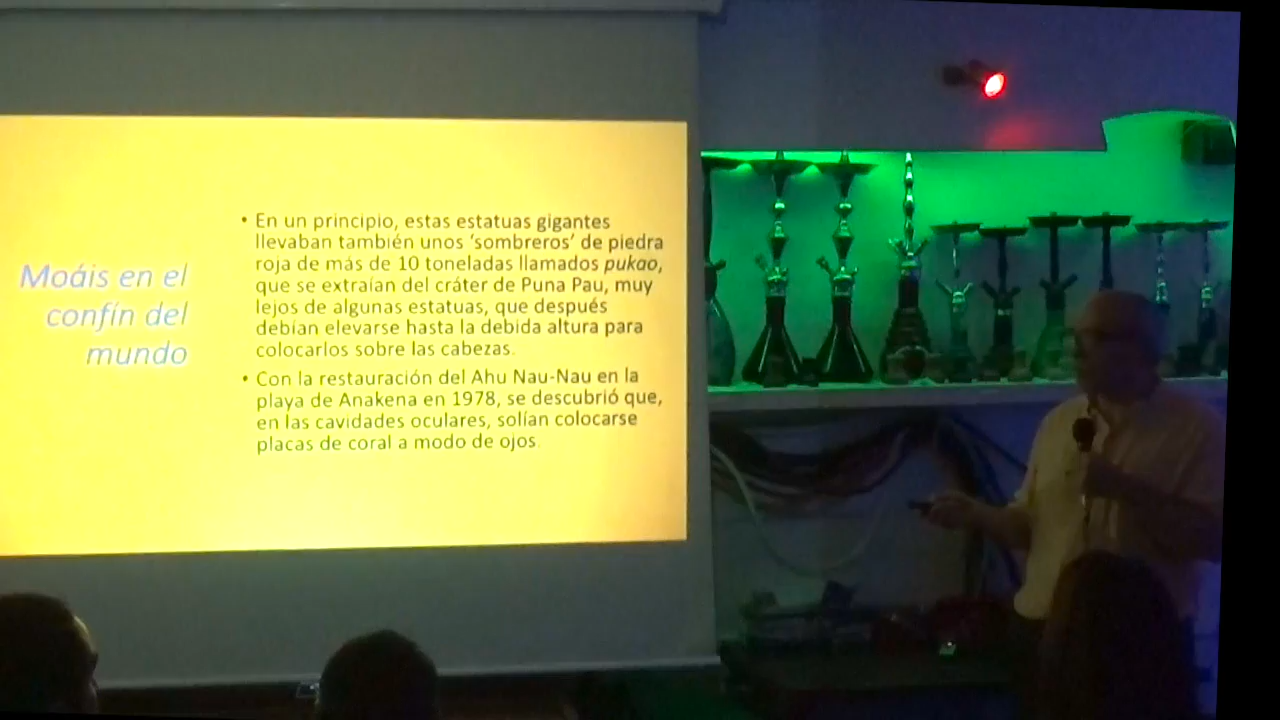 Moáis en el
confín del
mundo
• En un principio, estas estatuas gigantes
llevaban también unos ‘sombreros’ de piedra
roja de más de 10 toneladas llamados pukao,
que se extraían del cráter de Puna Pau, muy
lejos de algunas estatuas, que después
debían elevarse hasta la debida altura para
colocarlos sobre las cabezas.
• Con la restauración del Ahu Nau-Nau en la
playa de Anakena en 1978, se descubrió que,
en las cavidades oculares, solían colocarse
placas de coral a modo de ojos.